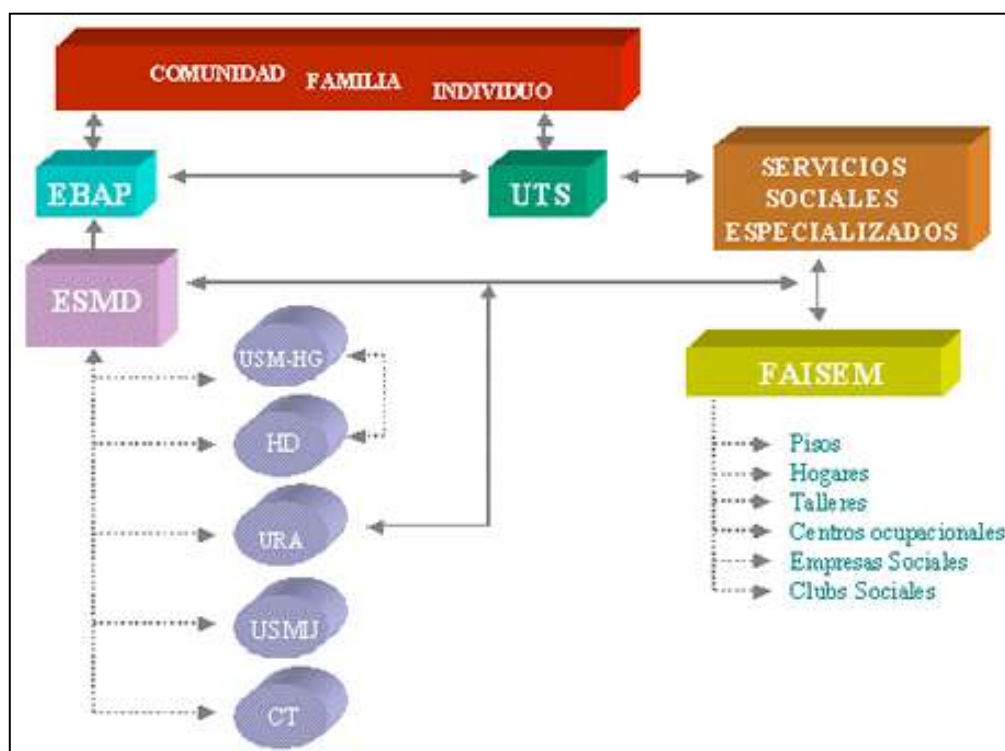 COMUNIDAD FAMILIA INDIVIDUO
EBAP
UTS
SERVICIOS
SOCIALES
ESPECIALIZADOS
ESMD
USM-HG
HD
URA
USMIJ
CT
FAISEM
Pisos
Hogares
Talleres
Centros ocupacionales
Empresas Sociales
Clubs Sociales